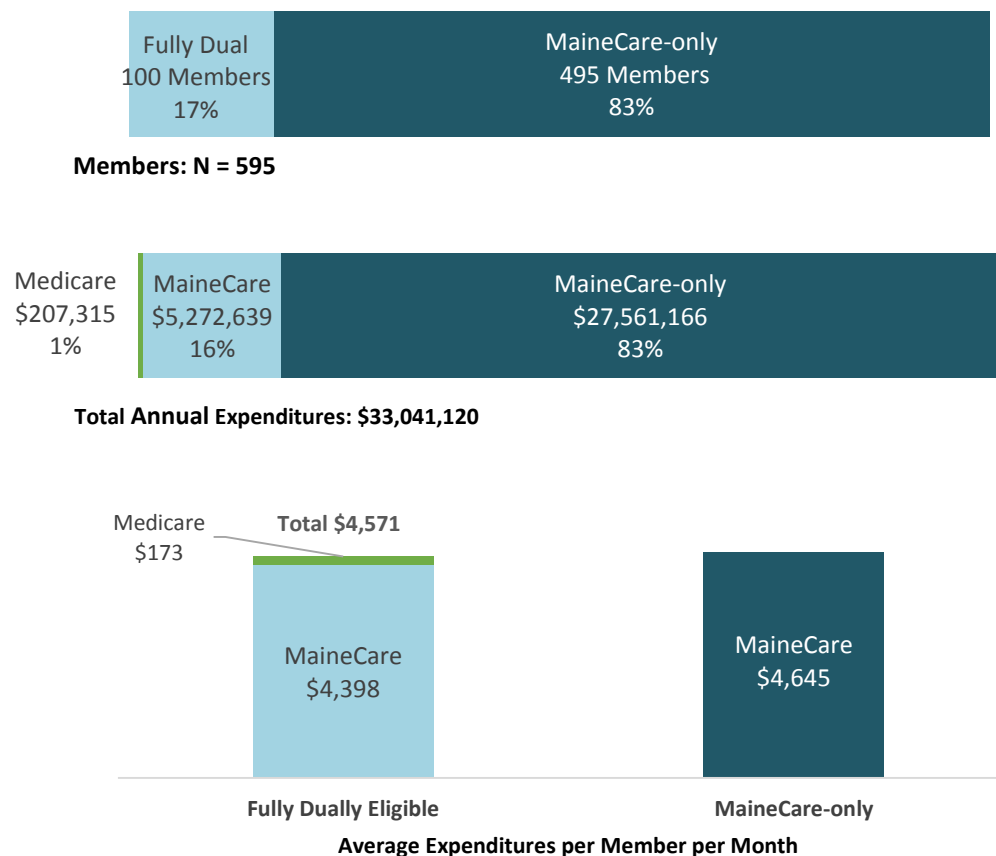 Fully Dual
100 Members
17%
MaineCare-only
495 Members
83%
Members: N = 595
Medicare
$207,315
1%
MaineCare
$5,272,639
16%
MaineCare-only
$27,561,166
83%
Total Annual Expenditures: $33,041,120
Medicare
$173
Total $4,571
MaineCare
$4,398
MaineCare
$4,645
Fully Dually Eligible
MaineCare-only
Average Expenditures per Member per Month